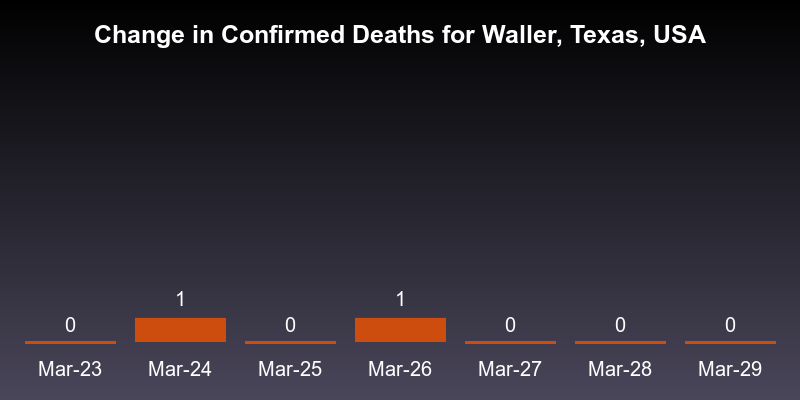 Change in Confirmed Deaths for Waller, Texas, USA
0 1 0 1 0 0 0
Mar-23 Mar-24 Mar-25 Mar-26 Mar-27 Mar-28 Mar-29